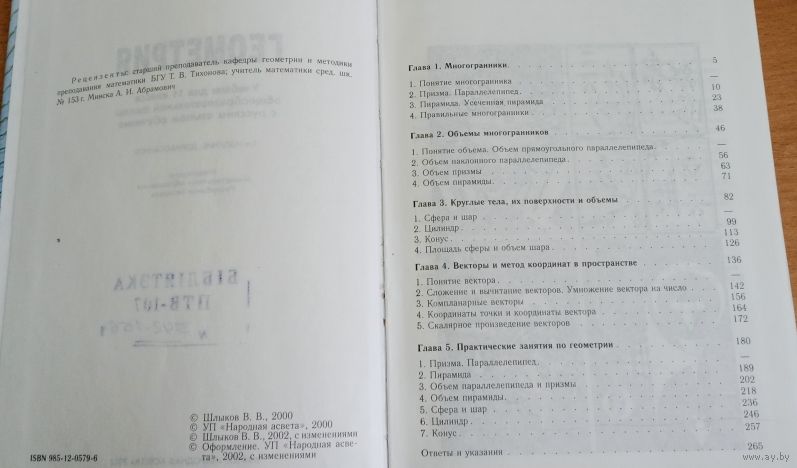 Рецензенты: старший преподаватель кафедры геометрии и методики
преподавания математики БГУ Т. В. Тихонова; учитель математики сред. шк.
№ 153 г. Минска А. И. Абрамович
БІБЛІЯТЭКА
ПТВ-107
№
© Шлыков В. В., 2000
© УП «Народная асвета», 2000
© Шлыков В. В., 2002, с изменениями
© Оформление. УП «Народная асве-
та», 2002, с изменениями
ISBN 985-12-0579-6
Глава 1. Многогранники. 5
1. Понятие многогранника —
2. Призма. Параллелепипед. 10
3. Пирамида. Усеченная пирамида 23
4. Правильные многогранники 38
Глава 2. Объемы многогранников 46
1. Понятие объема. Объем прямоугольного параллелепипеда. —
2. Объем наклонного параллелепипеда. 56
3. Объем призмы 63
4. Объем пирамиды. 71
Глава 3. Круглые тела, их поверхности и объемы 82
1. Сфера и шар —
2. Цилиндр. 99
3. Конус. 113
4. Площадь сферы и объем шара. 126
Глава 4. Векторы и метод координат в пространстве 136
1. Понятие вектора. —
2. Сложение и вычитание векторов. Умножение вектора на число 142
3. Компланарные векторы 156
4. Координаты точки и координаты вектора 164
5. Скалярное произведение векторов 172
Глава 5. Практические занятия по геометрии 180
1. Призма. Параллелепипед. —
2. Пирамида 189
3. Объем параллелепипеда и призмы 202
4. Объем пирамиды. 218
5. Сфера и шар 236
6. Цилиндр 246
7. Конус. 257
Ответы и указания 265
www.ay.by